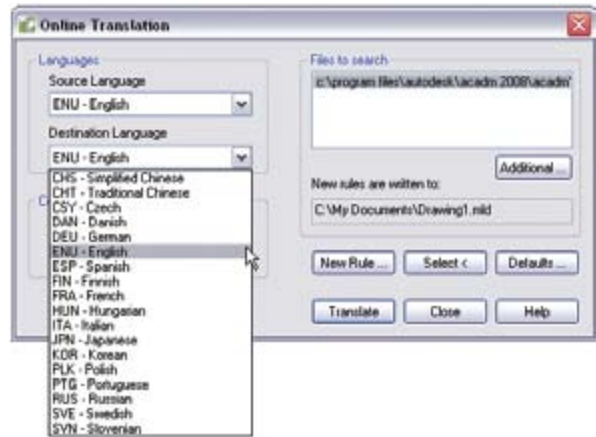 Online Translation
Languages
Source Language
ENU - English
Destination Language
ENU - English
CHS - Simplified Chinese
CHT - Traditional Chinese
CSY - Czech
DAN - Danish
DEU - German
ENU - English
ESP - Spanish
FIN - Finnish
FRA - French
HUN - Hungarian
ITA - Italian
JPN - Japanese
KOR - Korean
PLK - Polish
PTG - Portuguese
RUS - Russian
SVE - Swedish
SVN - Slovenian
Files to search
c:\program files\autodesk\acadm 2008\acadm\
Additional ...
New rules are written to:
C:\My Documents\Drawing1.mld
New Rule ... Select < Defaults ...
Translate Close Help